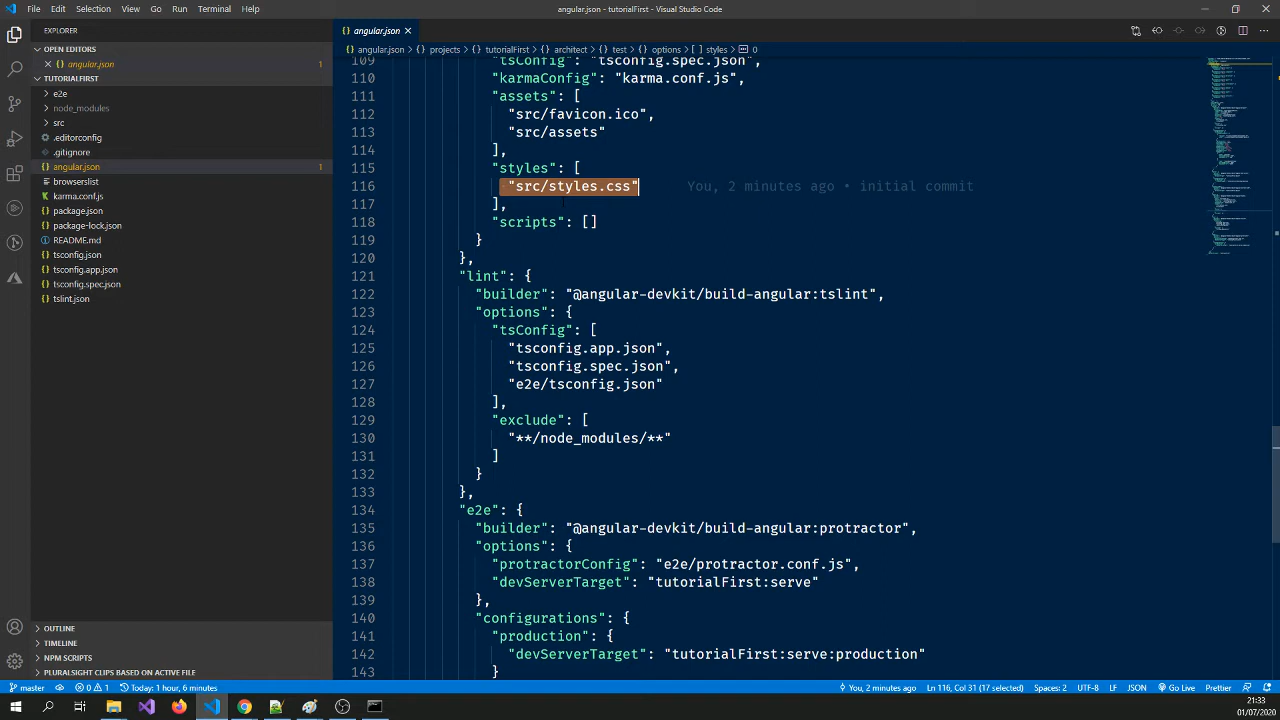 File Edit Selection View Go Run Terminal Help
angular.json - tutorialFirst - Visual Studio Code
EXPLORER
OPEN EDITORS
angular.json 1
TUTORIALFIRST
e2e
node_modules
src
.editorconfig
.gitignore
angular.json 1
browserslist
karma.conf.js
package.json
package-lock.json
README.md
tsconfig.json
tsconfig.app.json
tsconfig.spec.json
tslint.json
OUTLINE
TIMELINE
NPM SCRIPTS
PLURALSIGHT CLIPS BASED ON ACTIVE FILE
angular.json
angular.json > projects > tutorialFirst > architect > test > options > [ ] styles > 0
109 "tsConfig": "tsconfig.spec.json",
110 "karmaConfig": "karma.conf.js",
111 "assets": [
112 "src/favicon.ico",
113 "src/assets"
114 ],
115 "styles": [
116 "src/styles.css" You, 2 minutes ago • initial commit
117 ],
118 "scripts": []
119 }
120 },
121 "lint": {
122 "builder": "@angular-devkit/build-angular:tslint",
123 "options": {
124 "tsConfig": [
125 "tsconfig.app.json",
126 "tsconfig.spec.json",
127 "e2e/tsconfig.json"
128 ],
129 "exclude": [
130 "**/node_modules/**"
131 ]
132 }
133 },
134 "e2e": {
135 "builder": "@angular-devkit/build-angular:protractor",
136 "options": {
137 "protractorConfig": "e2e/protractor.conf.js",
138 "devServerTarget": "tutorialFirst:serve"
139 },
140 "configurations": {
141 "production": {
142 "devServerTarget": "tutorialFirst:serve:production"
143 }
master 0 1 Today: 1 hour, 6 minutes You, 2 minutes ago Ln 116, Col 31 (17 selected) Spaces: 2 UTF-8 LF JSON Go Live Prettier
21:33
01/07/2020